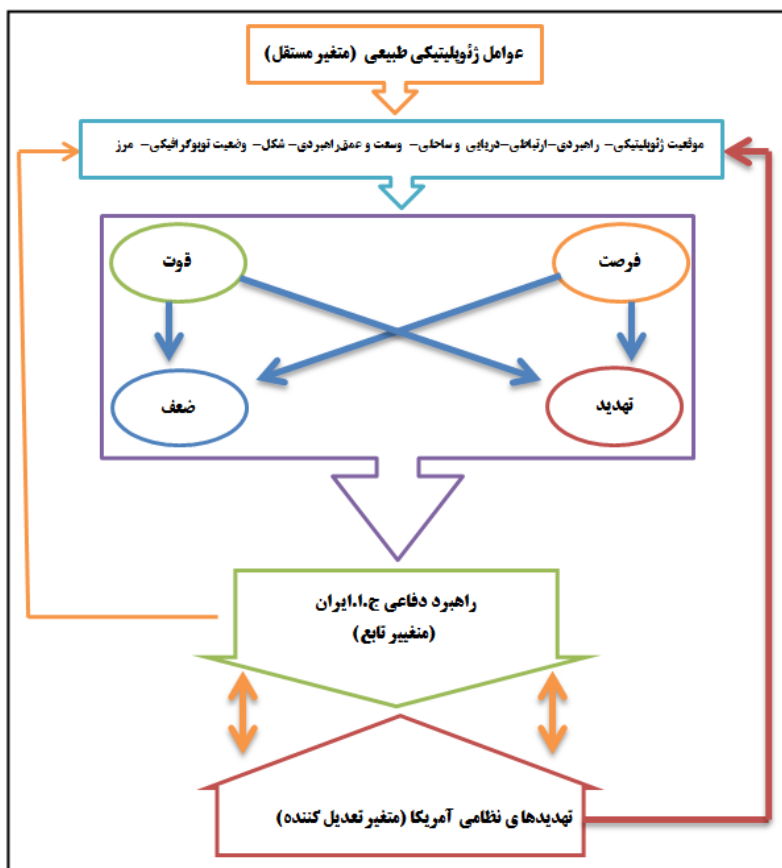 عوامل ژئوپلیتیکی طبیعی (متغیر مستقل)
موقعیت ژئوپلیتیکی- راهبردی-ارتباطی-دریایی و ساحلی- وسعت و عمق راهبردی- شکل- وضعیت توپوگرافیکی- مرز
فرصت
قوت
تهدید
ضعف
راهبرد دفاعی ج.ا.ایران
(متغییر تابع)
تهدیدهای نظامی آمریکا (متغیر تعدیل کننده)